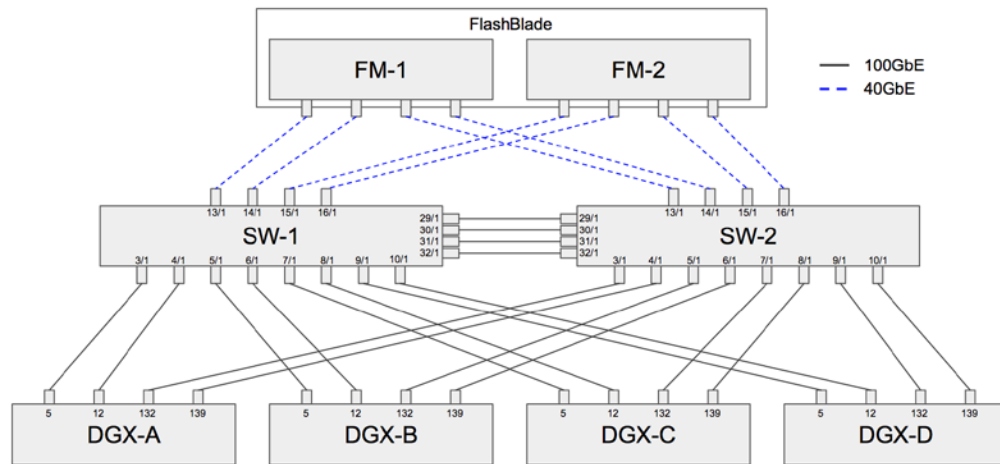 FlashBlade
FM-1
FM-2
100GbE
40GbE
13/1 14/1 15/1 16/1
13/1 14/1 15/1 16/1
SW-1
29/1
30/1
31/1
32/1
29/1
30/1
31/1
32/1
SW-2
3/1 4/1 5/1 6/1 7/1 8/1 9/1 10/1
3/1 4/1 5/1 6/1 7/1 8/1 9/1 10/1
5 12 132 139
5 12 132 139
5 12 132 139
5 12 132 139
DGX-A
DGX-B
DGX-C
DGX-D